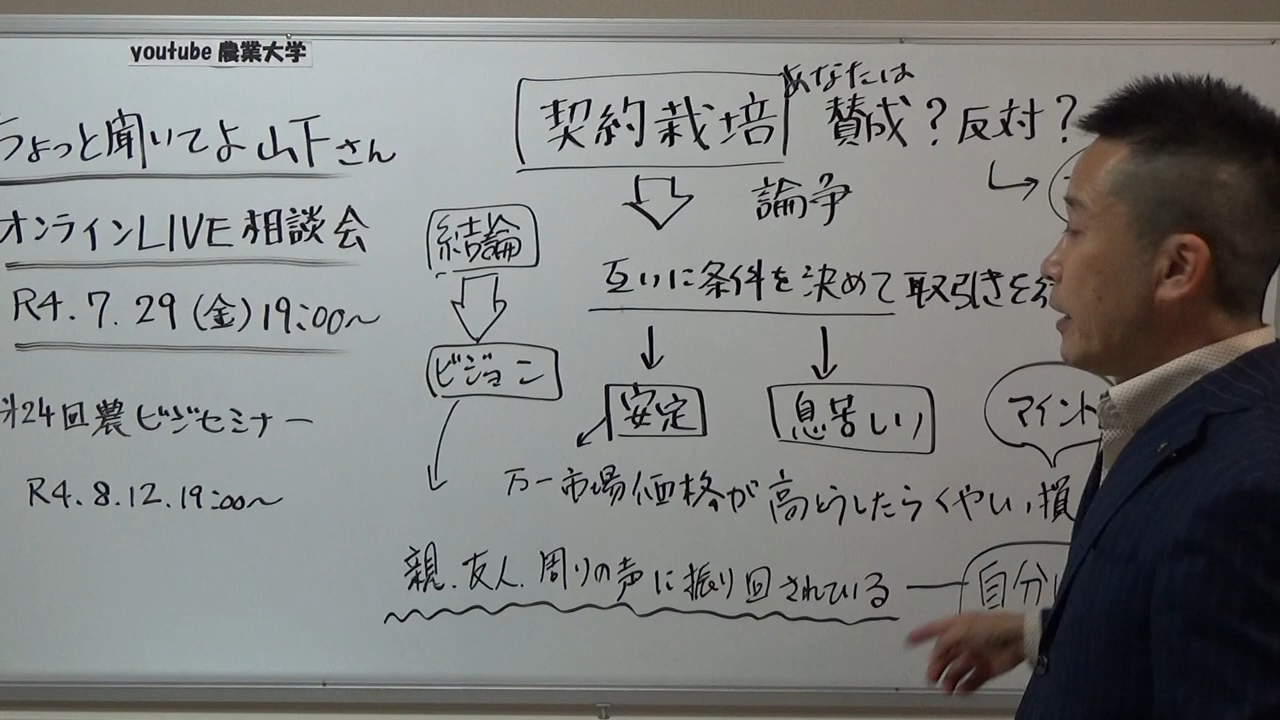 youtube 農業大学
ちょっと聞いてよ山下さん
オンラインLIVE相談会
R4.7.29(金)19:00〜
第24回農ビジセミナー
R4.8.12.19:00〜
契約栽培
あなたは
賛成?反対?
論争
結論
互いに条件を決めて取引きを行
ビジョン
安定
息苦しい
マインド
万一市場価格が高とうしたらくやしい,損
親.友人.周りの声に振り回されている
自分